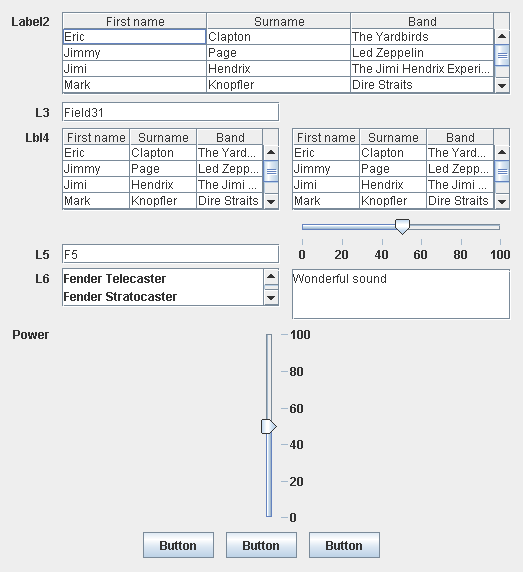 Label2 First name Surname Band
Eric Clapton The Yardbirds
Jimmy Page Led Zeppelin
Jimi Hendrix The Jimi Hendrix Experi...
Mark Knopfler Dire Straits
L3 Field31
Lbl4 First name Surname Band First name Surname Band
Eric Clapton The Yard... Eric Clapton The Yard...
Jimmy Page Led Zepp... Jimmy Page Led Zepp...
Jimi Hendrix The Jimi ... Jimi Hendrix The Jimi ...
Mark Knopfler Dire Straits Mark Knopfler Dire Straits
L5 F5 0 20 40 60 80 100
L6 Fender Telecaster Wonderful sound
Fender Stratocaster
Power 100
80
60
40
20
0
Button Button Button